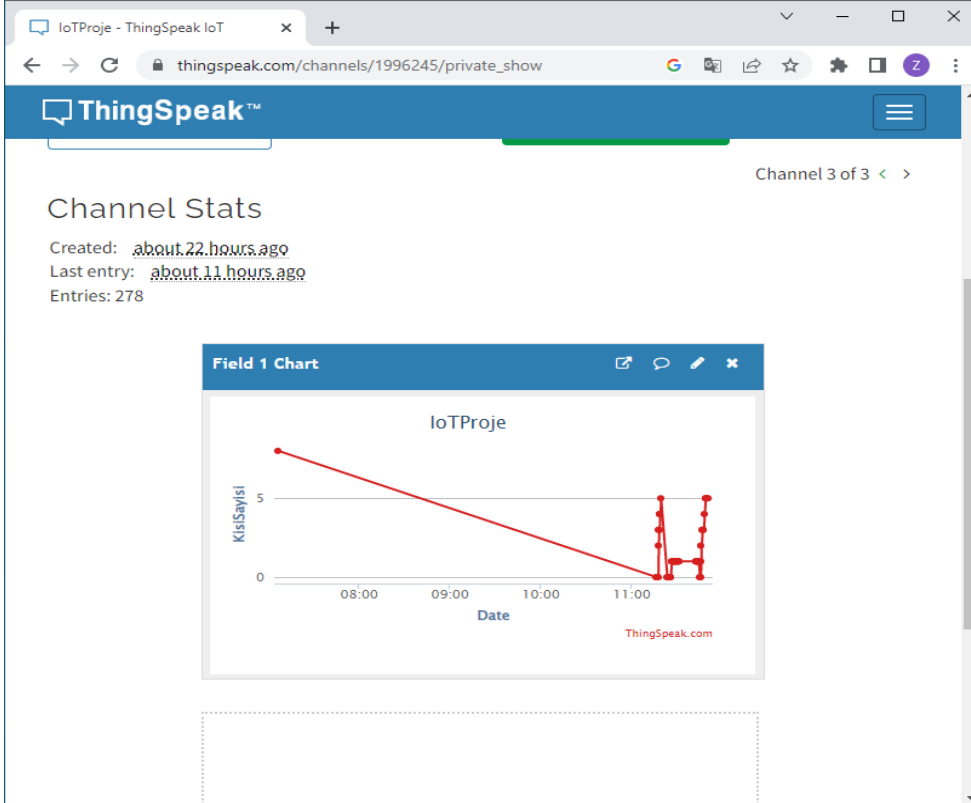 IoTProje - ThingSpeak IoT
thingspeak.com/channels/1996245/private_show
Z
ThingSpeak™
Channel 3 of 3 < >
Channel Stats
Created: about 22 hours ago
Last entry: about 11 hours ago
Entries: 278
Field 1 Chart
IoTProje
KisiSayisi
5
0
08:00 09:00 10:00 11:00
Date
ThingSpeak.com